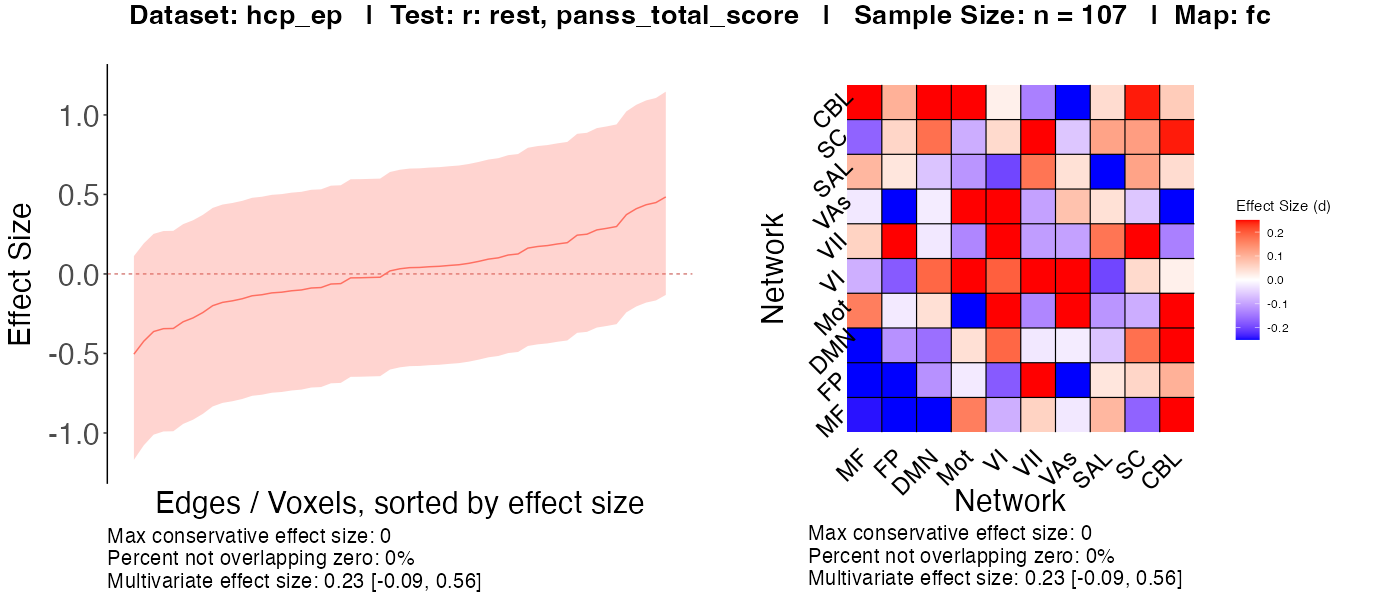 Dataset: hcp_ep | Test: r: rest, panss_total_score | Sample Size: n = 107 | Map: fc
Effect Size
1.0
0.5
0.0
-0.5
-1.0
Edges / Voxels, sorted by effect size
Max conservative effect size: 0
Percent not overlapping zero: 0%
Multivariate effect size: 0.23 [-0.09, 0.56]
Network
CBL
SC
SAL
VAs
VII
VI
Mot
DMN
FP
MF
MF FP DMN Mot VI VII VAs SAL SC CBL
Network
Effect Size (d)
0.2
0.1
0.0
-0.1
-0.2
Max conservative effect size: 0
Percent not overlapping zero: 0%
Multivariate effect size: 0.23 [-0.09, 0.56]